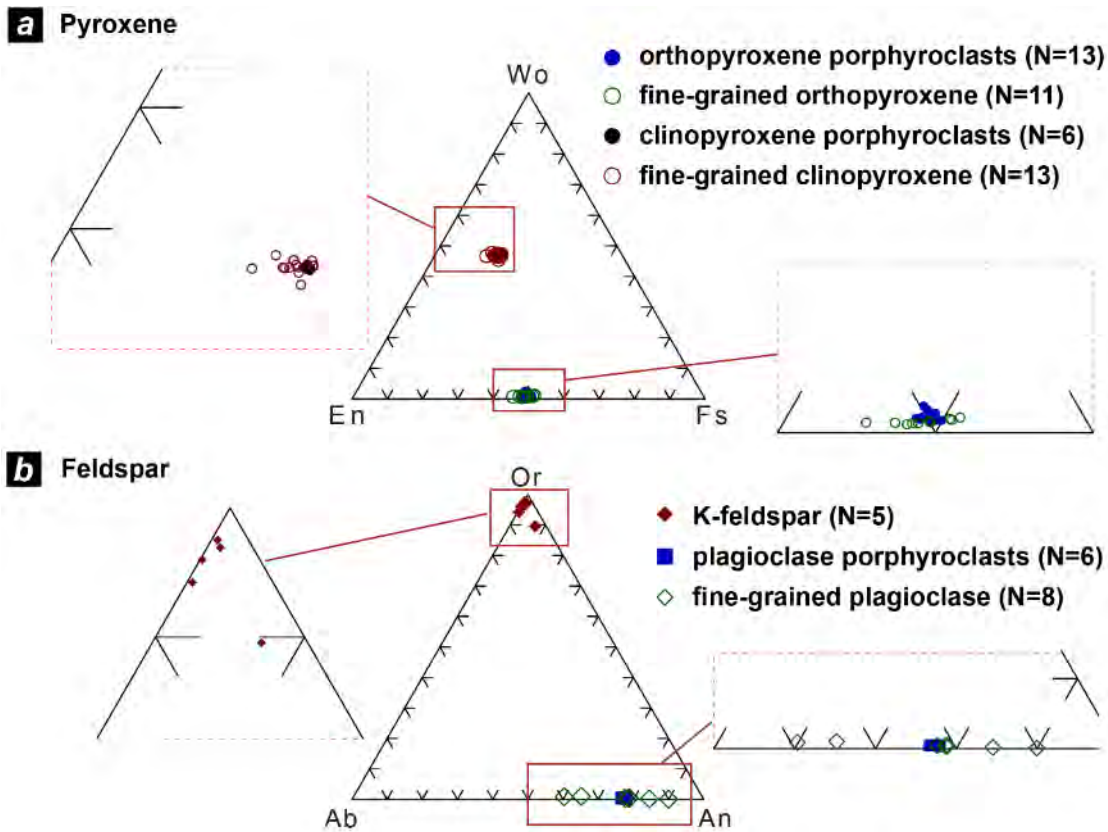 a Pyroxene
orthopyroxene porphyroclasts (N=13)
fine-grained orthopyroxene (N=11)
clinopyroxene porphyroclasts (N=6)
fine-grained clinopyroxene (N=13)
Wo
En
Fs
b Feldspar
Or
K-feldspar (N=5)
plagioclase porphyroclasts (N=6)
fine-grained plagioclase (N=8)
Ab
An